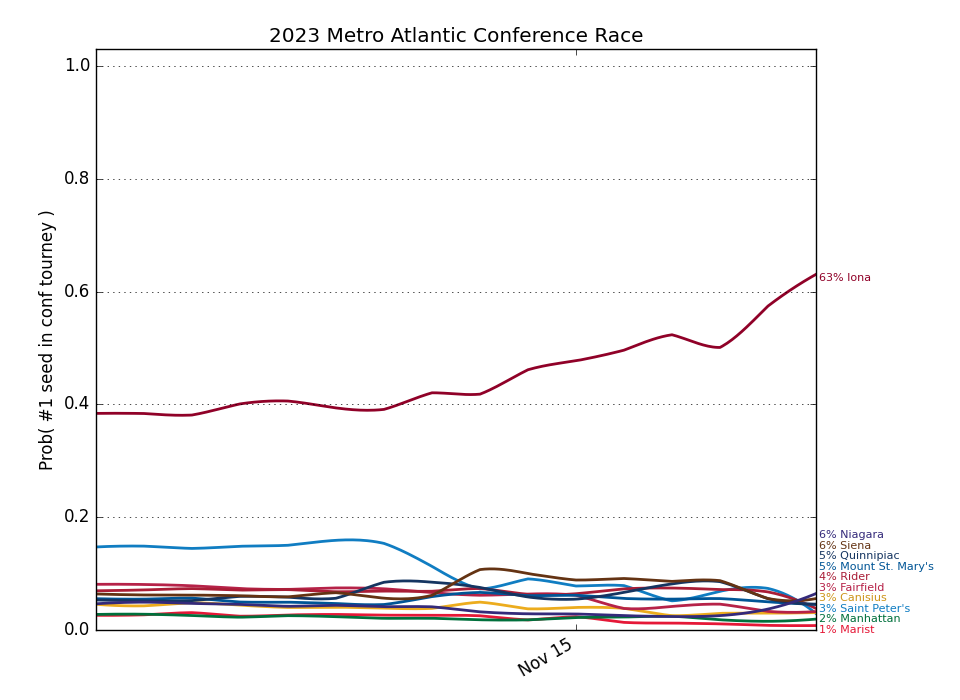 2023 Metro Atlantic Conference Race
1.0
0.8
0.6
0.4
0.2
0.0
Prob( #1 seed in conf tourney )
Nov 15
63% Iona
6% Niagara
6% Siena
5% Quinnipiac
5% Mount St. Mary's
4% Rider
3% Fairfield
3% Canisius
3% Saint Peter's
2% Manhattan
1% Marist